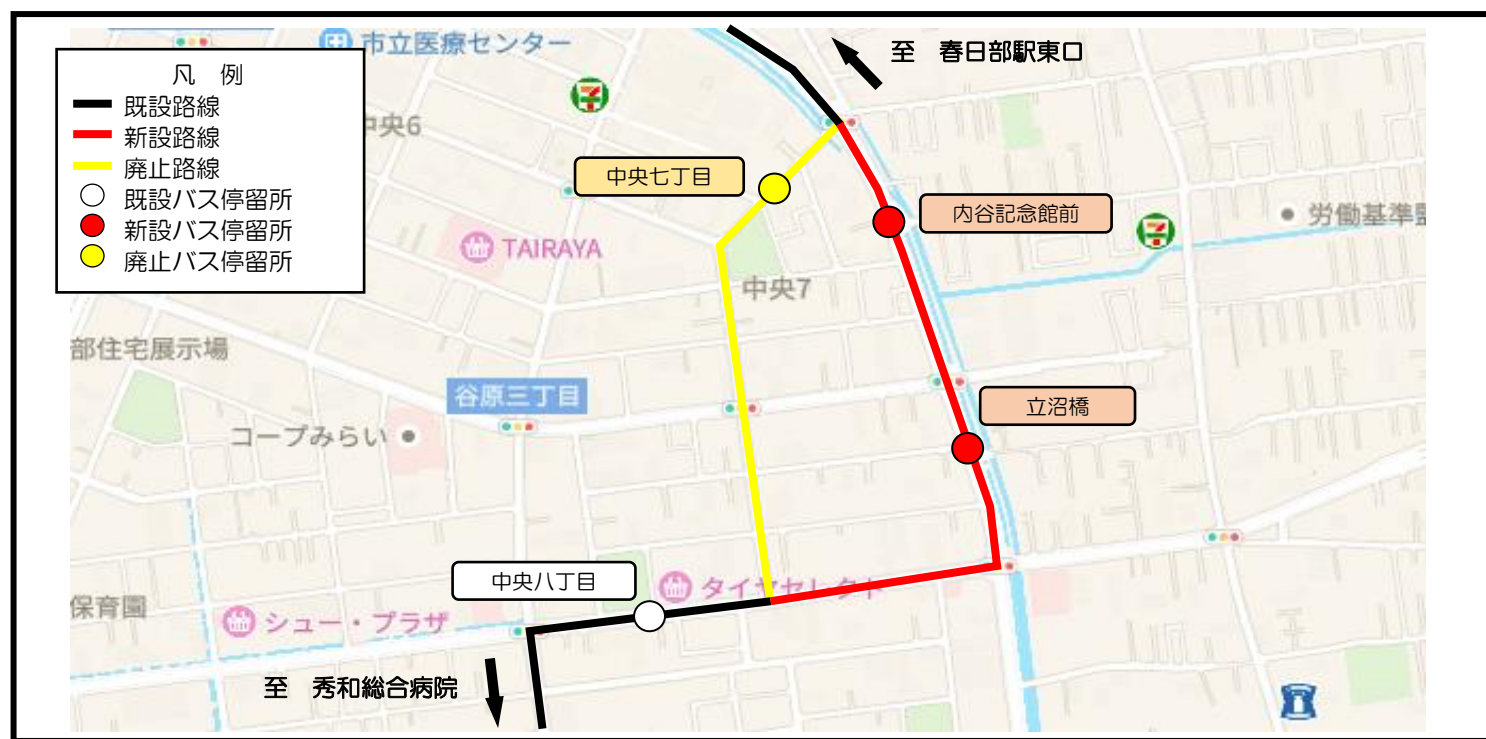 市立医療センター
至 春日部駅東口
凡 例
既設路線
新設路線
廃止路線
既設バス停留所
新設バス停留所
廃止バス停留所
中央6
中央七丁目
内谷記念館前
労働基準監
TAIRAYA
中央7
部住宅展示場
谷原三丁目
立沼橋
コープみらい
中央八丁目
タイヤセレクト
保育園
シュー・プラザ
至 秀和総合病院